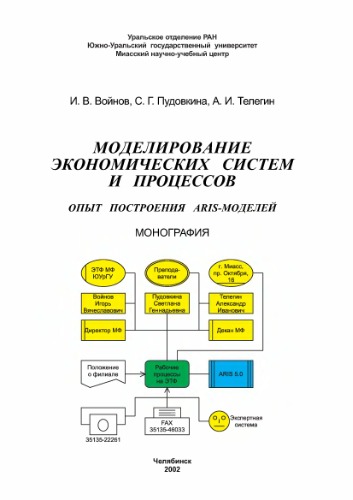 Уральское отделение РАН
Южно-Уральский государственный университет
Миасский научно-учебный центр
И. В. Войнов, С. Г. Пудовкина, А. И. Телегин
МОДЕЛИРОВАНИЕ
ЭКОНОМИЧЕСКИХ СИСТЕМ
И ПРОЦЕССОВ
ОПЫТ ПОСТРОЕНИЯ ARIS-МОДЕЛЕЙ
МОНОГРАФИЯ
ЭТФ МФ
ЮУрГУ
Препода-
ватели
г. Миасс,
пр. Октября,
16
Войнов
Игорь
Вячеславович
Пудовкина
Светлана
Геннадьевна
Телегин
Александр
Иванович
Директор МФ
Декан МФ
Положение
о филиале
Рабочие
процессы
на ЭТФ
ARIS 5.0
35135-22261
FAX
35135-46033
Экспертная
система
Челябинск
2002